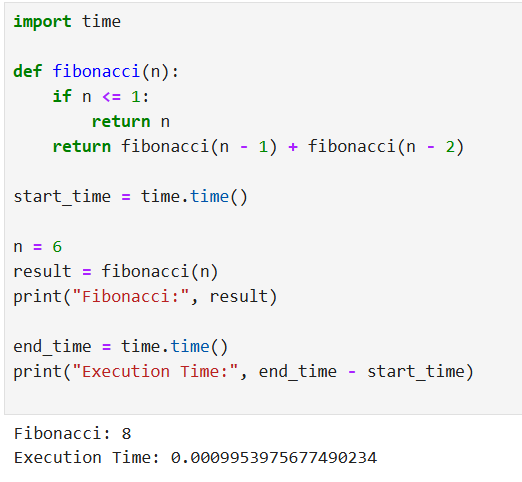 import time

def fibonacci(n):
    if n <= 1:
        return n
    return fibonacci(n - 1) + fibonacci(n - 2)

start_time = time.time()

n = 6
result = fibonacci(n)
print("Fibonacci:", result)

end_time = time.time()
print("Execution Time:", end_time - start_time)

Fibonacci: 8
Execution Time: 0.0009953975677490234